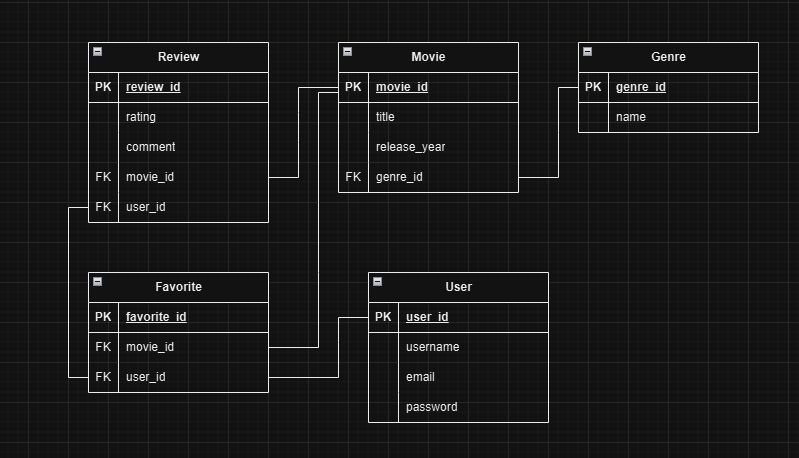 Review
PK review_id
rating
comment
FK movie_id
FK user_id
Movie
PK movie_id
title
release_year
FK genre_id
Genre
PK genre_id
name
Favorite
PK favorite_id
FK movie_id
FK user_id
User
PK user_id
username
email
password